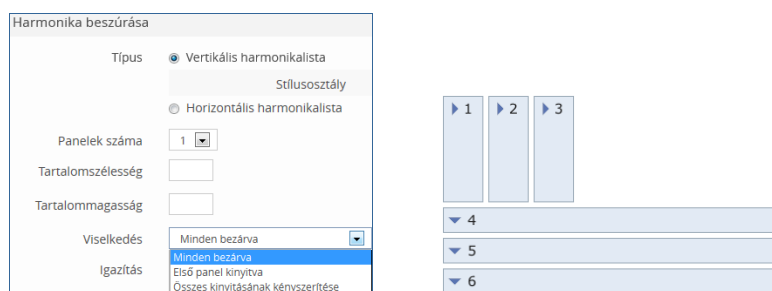 Harmonika beszúrása
Típus
Vertikális harmonikalista
Stílusosztály
Horizontális harmonikalista
Panelek száma 1
Tartalomszélesség
Tartalommagasság
Viselkedés Minden bezárva
Minden bezárva
Igazítás
Első panel kinyitva
Összes kinyitásának kényszerítése
1 2 3
4
5
6